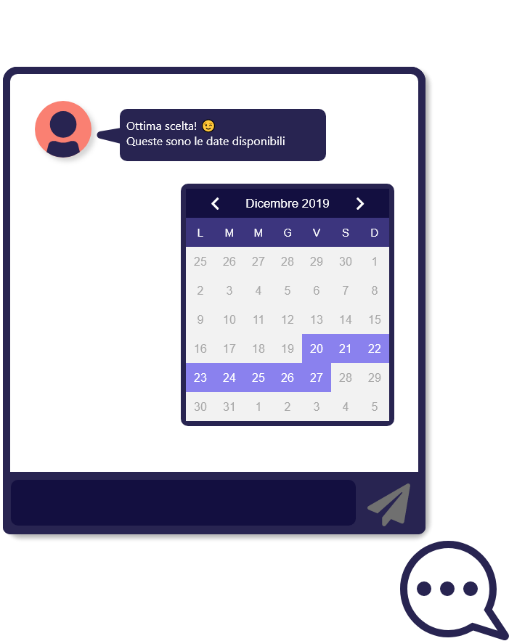 Ottima scelta! 😉
Queste sono le date disponibili
Dicembre 2019
L M M G V S D
25 26 27 28 29 30 1
2 3 4 5 6 7 8
9 10 11 12 13 14 15
16 17 18 19 20 21 22
23 24 25 26 27 28 29
30 31 1 2 3 4 5